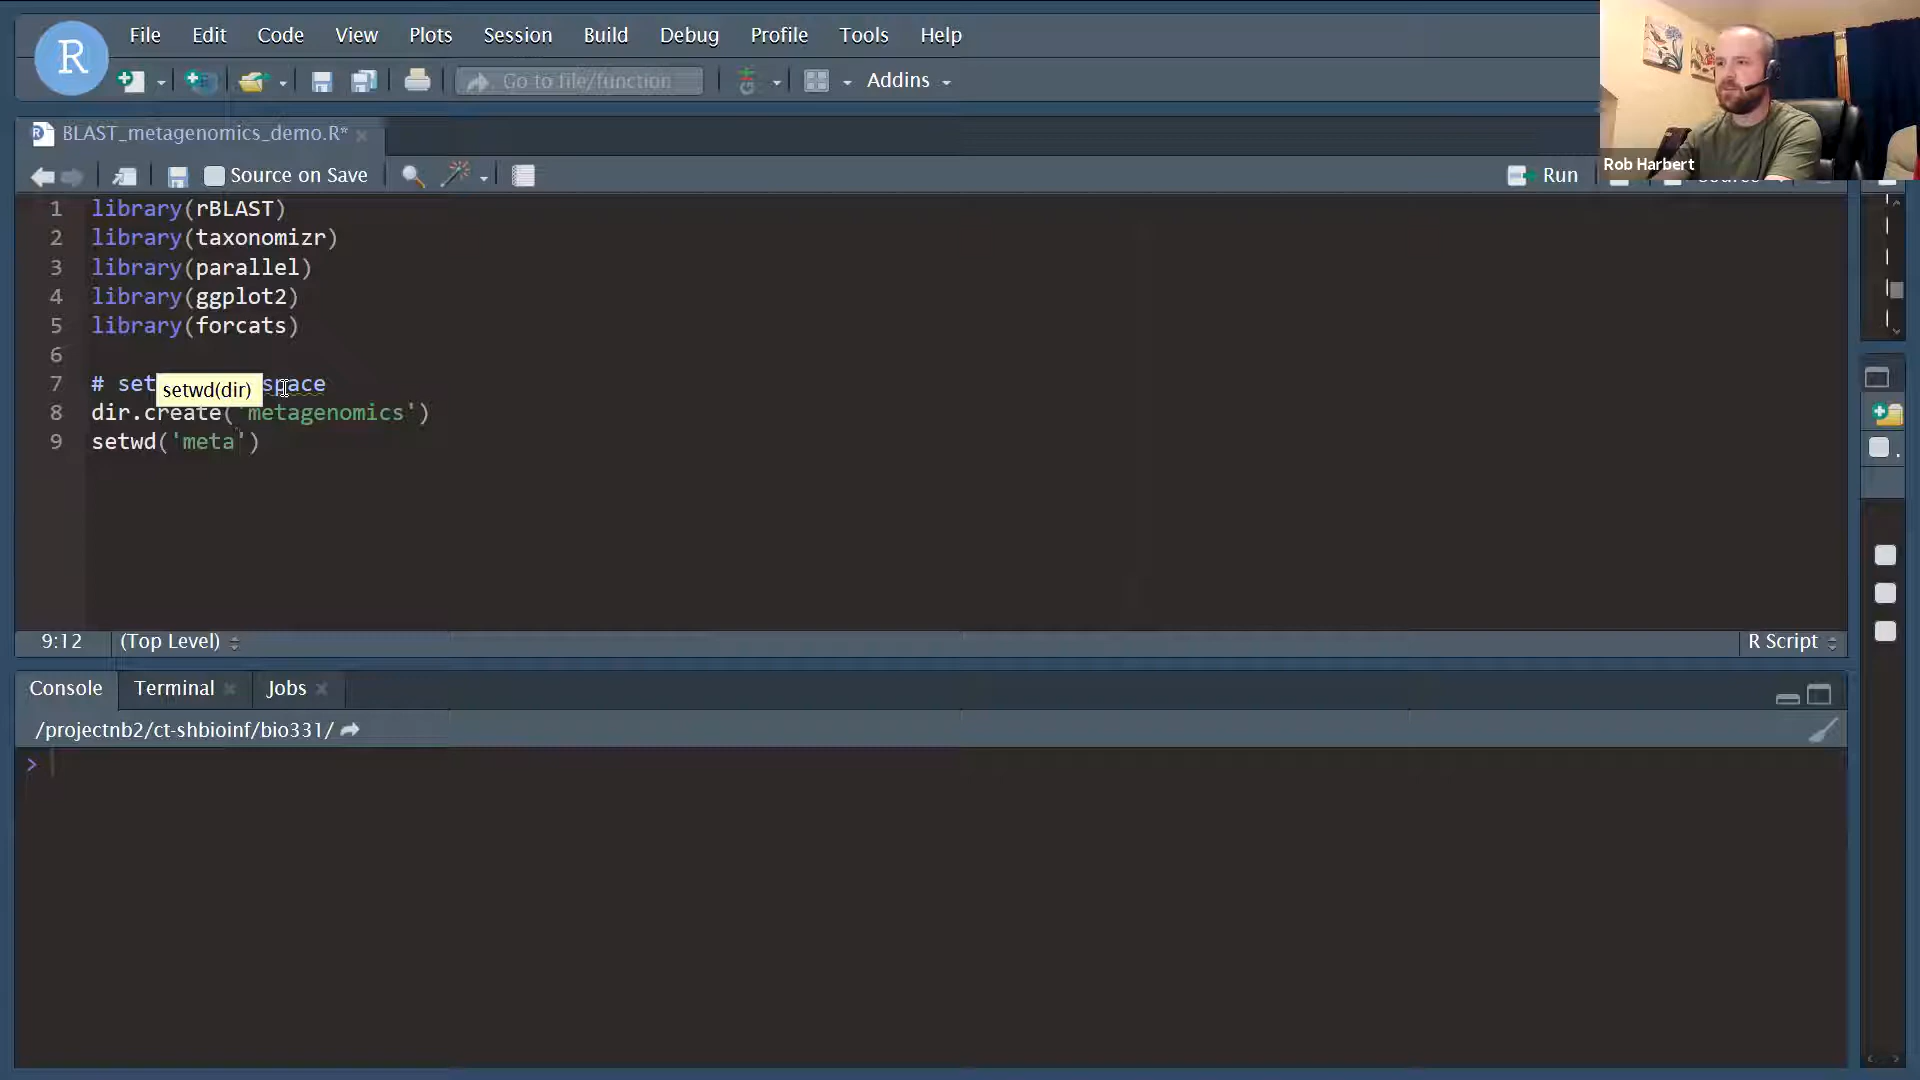 R
File Edit Code View Plots Session Build Debug Profile Tools Help
Go to file/function
Addins
BLAST_metagenomics_demo.R*
Source on Save
Run
Rob Harbert
1 library(rBLAST)
2 library(taxonomizr)
3 library(parallel)
4 library(ggplot2)
5 library(forcats)
6
7 # set space
setwd(dir)
8 dir.create('metagenomics')
9 setwd('meta')
9:12 (Top Level) R Script
Console Terminal Jobs
/projectnb2/ct-shbioinf/bio331/
>